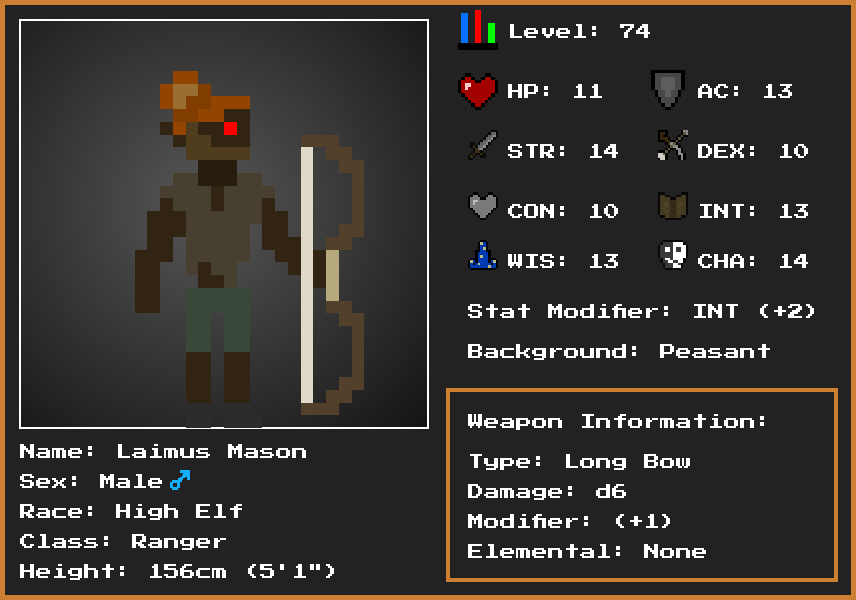 Level: 74
HP: 11 AC: 13
STR: 14 DEX: 10
CON: 10 INT: 13
WIS: 13 CHA: 14
Stat Modifier: INT (+2)
Background: Peasant
Weapon Information:
Type: Long Bow
Damage: d6
Modifier: (+1)
Elemental: None
Name: Laimus Mason
Sex: Male ♂
Race: High Elf
Class: Ranger
Height: 156cm (5'1")